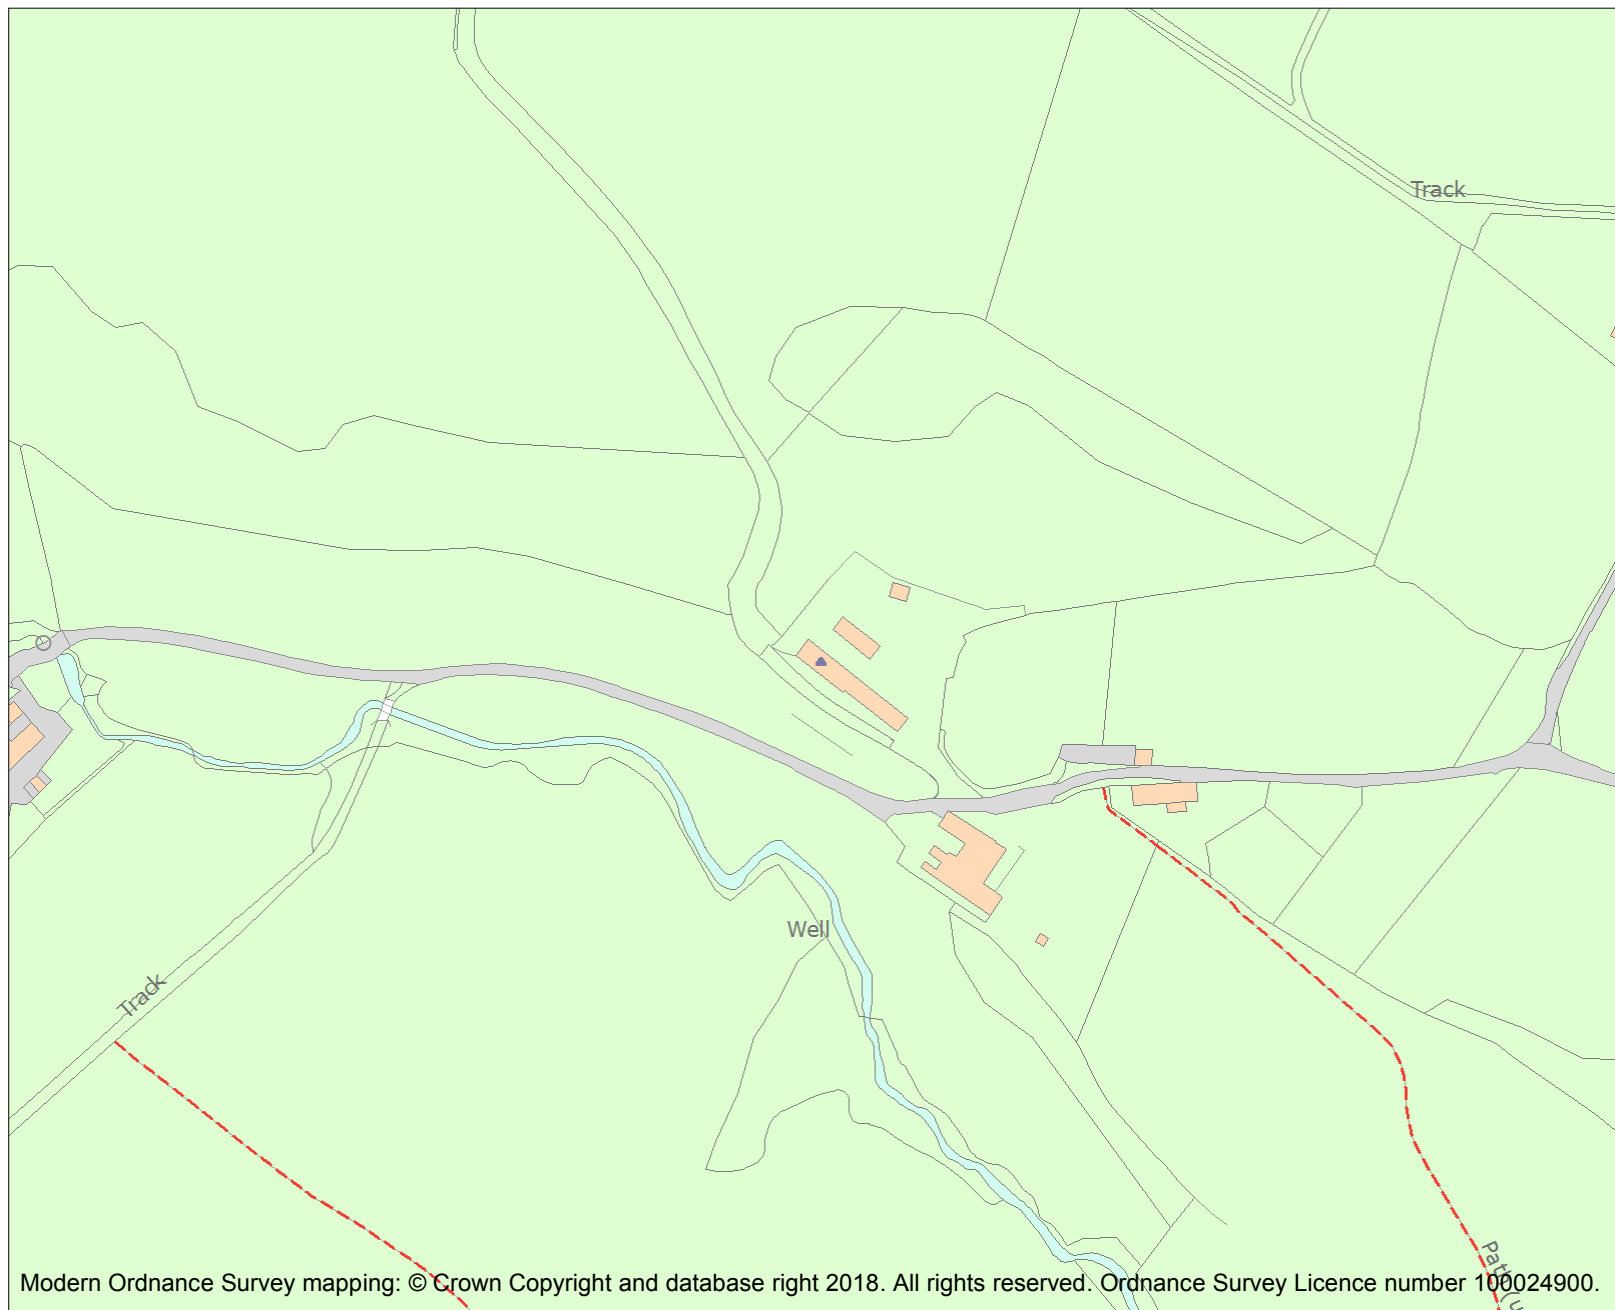 Track
Well
Track
Path (u
Modern Ordnance Survey mapping: © Crown Copyright and database right 2018. All rights reserved. Ordnance Survey Licence number 100024900.